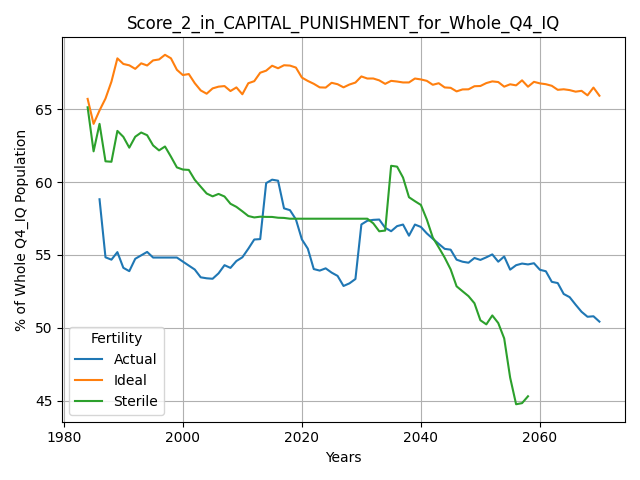 Score_2_in_CAPITAL_PUNISHMENT_for_Whole_Q4_IQ
% of Whole Q4_IQ Population
65
60
55
50
45
Fertility
Actual
Ideal
Sterile
1980 2000 2020 2040 2060
Years